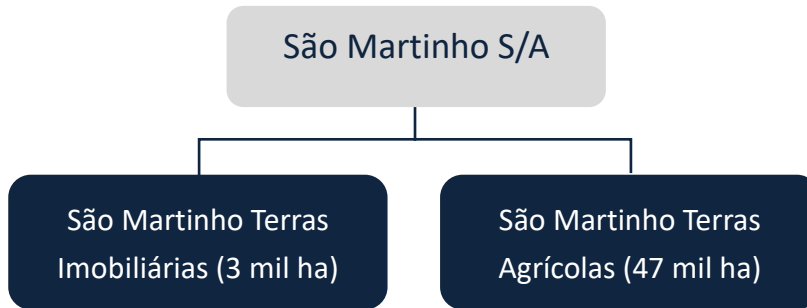 São Martinho S/A
São Martinho Terras
Imobiliárias (3 mil ha)
São Martinho Terras
Agrícolas (47 mil ha)